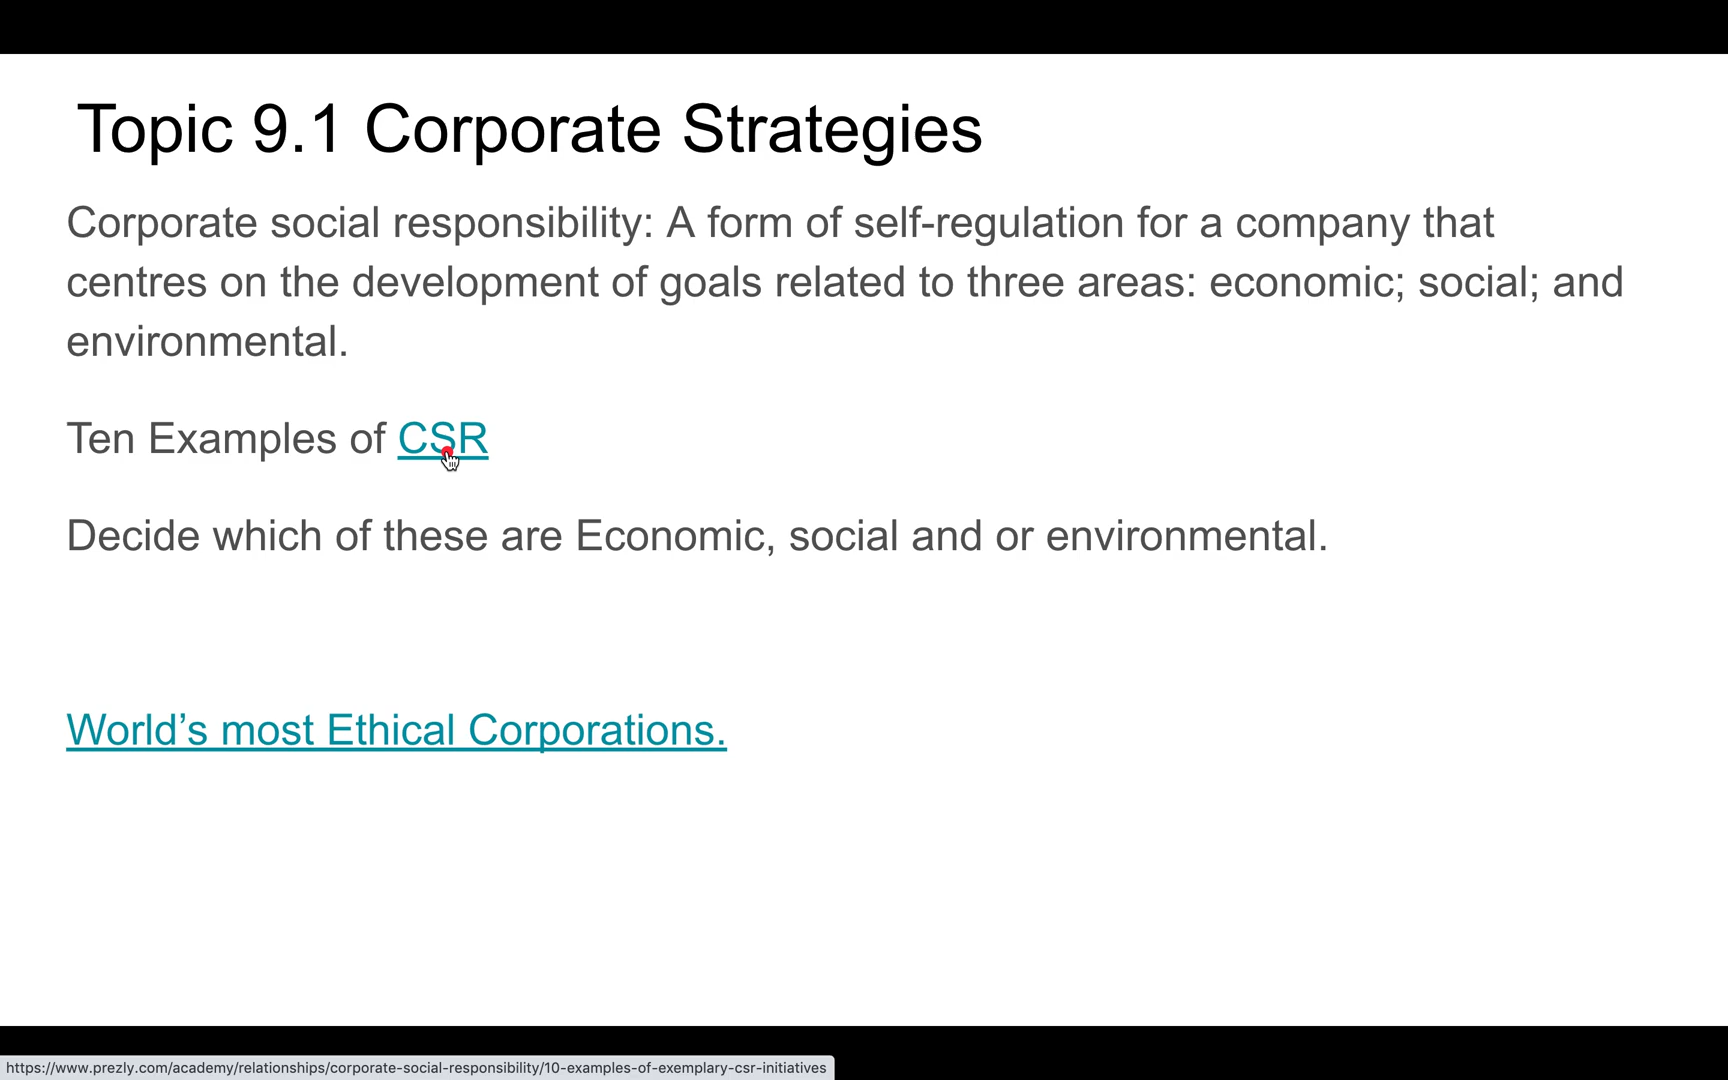 Topic 9.1 Corporate Strategies
Corporate social responsibility: A form of self-regulation for a company that
centres on the development of goals related to three areas: economic; social; and
environmental.
Ten Examples of CSR
Decide which of these are Economic, social and or environmental.
World’s most Ethical Corporations.
https://www.prezly.com/academy/relationships/corporate-social-responsibility/10-examples-of-exemplary-csr-initiatives